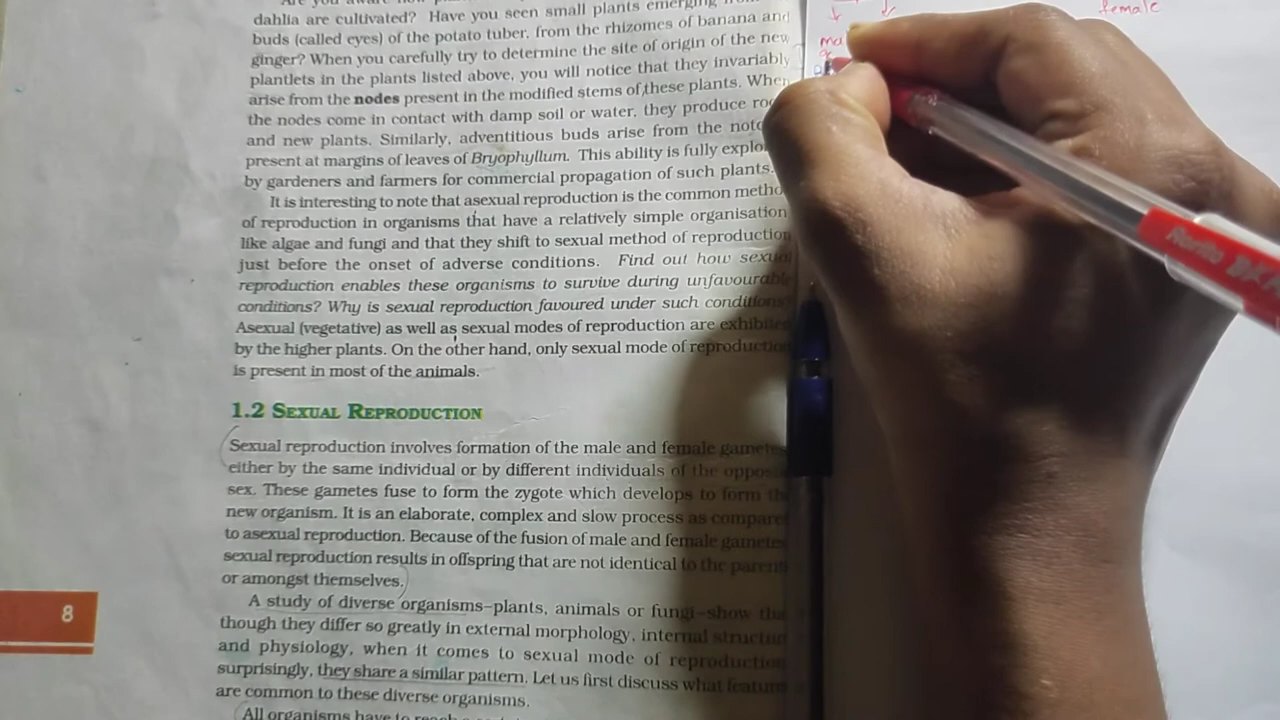 female
dahlia are cultivated? Have you seen small plants emerging
buds (called eyes) of the potato tuber, from the rhizomes of banana and
ginger? When you carefully try to determine the site of origin of the new
plantlets in the plants listed above, you will notice that they invariably
arise from the nodes present in the modified stems of these plants. When
the nodes come in contact with damp soil or water, they produce
and new plants. Similarly, adventitious buds arise from the
present at margins of leaves of Bryophyllum. This ability is fully
by gardeners and farmers for commercial propagation of such plants.
It is interesting to note that asexual reproduction is the common
of reproduction in organisms that have a relatively simple organisation
like algae and fungi and that they shift to sexual method of reproduction
just before the onset of adverse conditions. Find out how sexual
reproduction enables these organisms to survive during unfavourable
conditions? Why is sexual reproduction favoured under such conditions?
Asexual (vegetative) as well as sexual modes of reproduction are exhibited
by the higher plants. On the other hand, only sexual mode of reproduction
is present in most of the animals.
1.2 SEXUAL REPRODUCTION
Sexual reproduction involves formation of the male and female gametes,
either by the same individual or by different individuals of the
sex. These gametes fuse to form the zygote which develops to form the
new organism. It is an elaborate, complex and slow process as
to asexual reproduction. Because of the fusion of male and female gametes,
sexual reproduction results in offspring that are not identical to the
or amongst themselves.
A study of diverse organisms–plants, animals or fungi–show
though they differ so greatly in external morphology, internal
and physiology, when it comes to sexual mode of reproduction,
surprisingly, they share a similar pattern. Let us first discuss what
are common to these diverse organisms.
All organisms have to
8